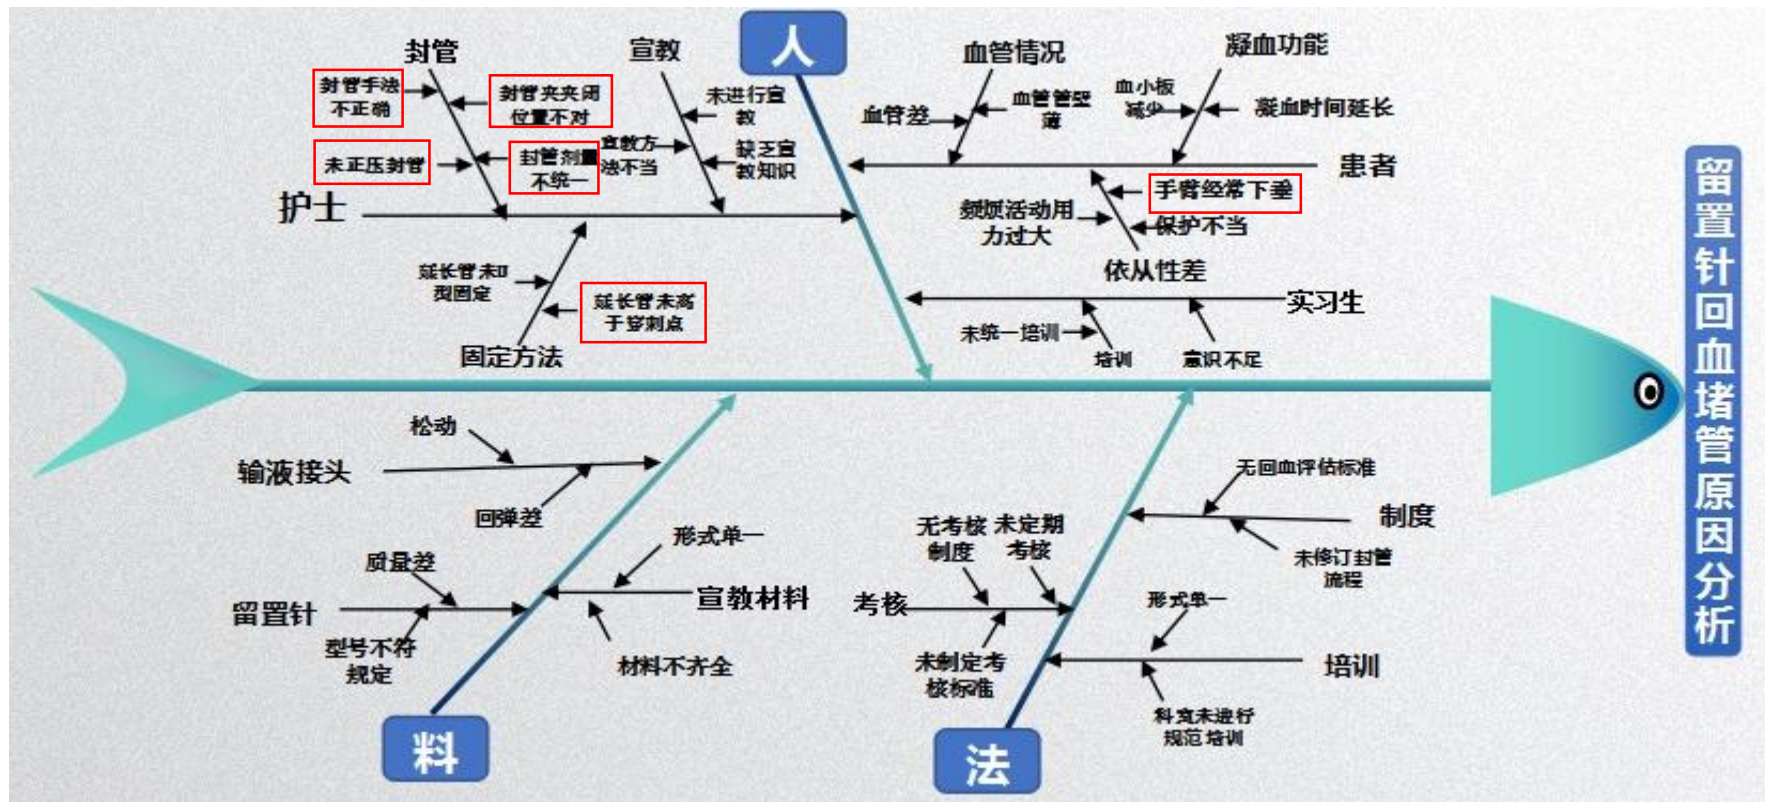 人
封管
宣教
血管情况
凝血功能
封管手法
不正确
封管夹夹闭
位置不对
未进行宣
教
血管差
血管管壁
薄
血小板
减少
凝血时间延长
未正压封管
封管剂量
不统一
宣教方
法不当
缺乏宣
教知识
患者
护士
手臂经常下垂
频烦活动用
力过大
保护不当
依从性差
延长管未U
型固定
延长管未高
于穿刺点
固定方法
实习生
未统一培训
培训
意识不足
留置针回血堵管原因分析
松动
输液接头
回弹差
无回血评估标准
制度
未修订封管
流程
质量差
形式单一
留置针
宣教材料
型号不符
规定
材料不齐全
无考核
制度
未定期
考核
考核
未制定考
核标准
形式单一
培训
科室未进行
规范培训
料
法